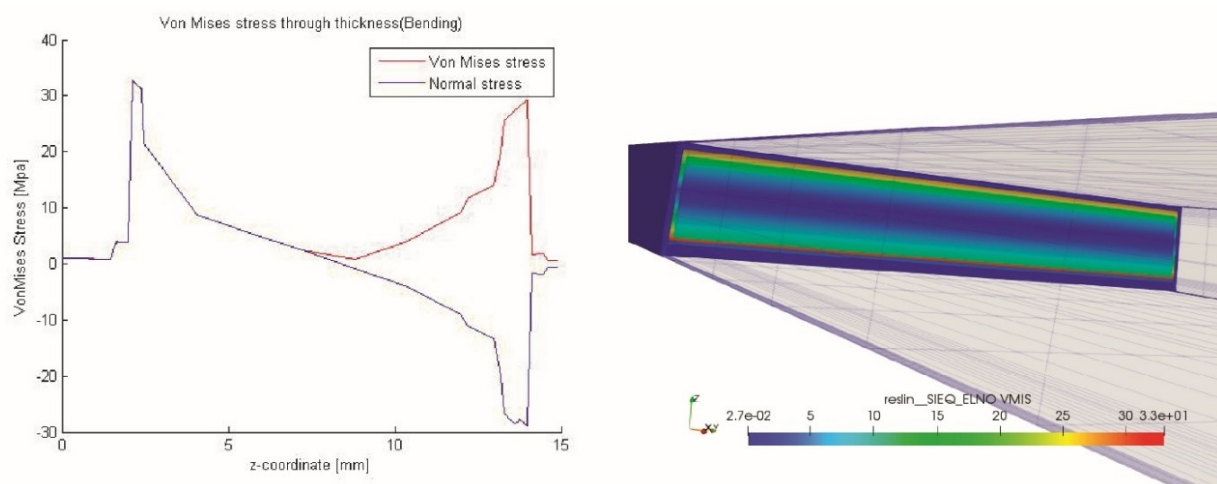 Von Mises stress through thickness(Bending)
VonMises Stress [Mpa]
40
30
20
10
0
-10
-20
-30
Von Mises stress
Normal stress
0 5 10 15
z-coordinate [mm]
Z
X Y
reslin__SIEQ_ELNO VMIS
2.7e-02 5 10 15 20 25 30 3.3e+01